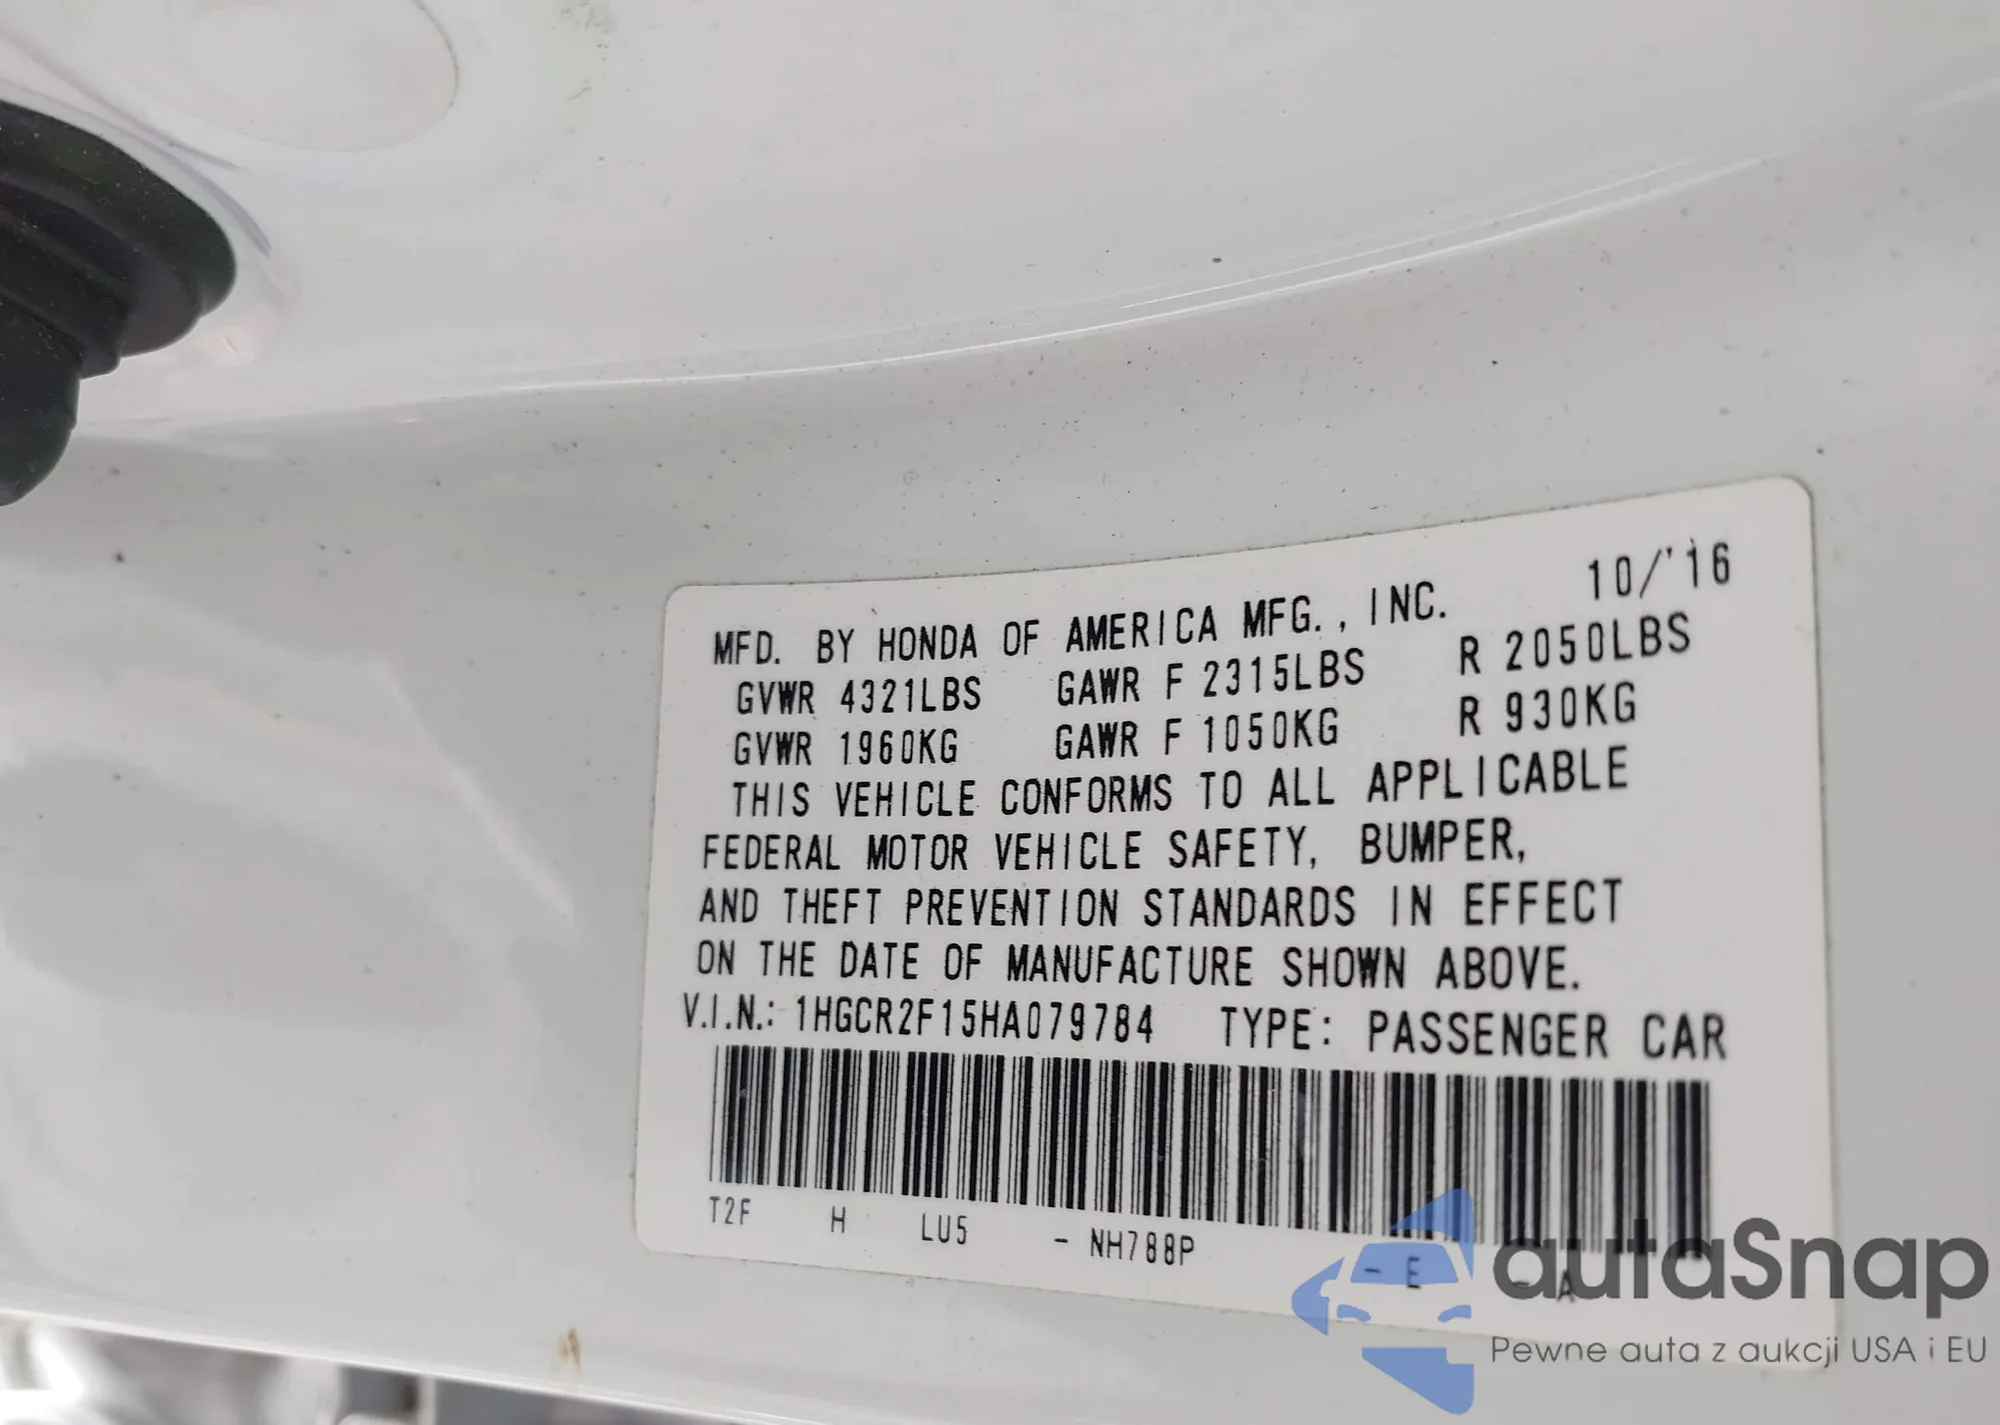 10/'16
MFD. BY HONDA OF AMERICA MFG., INC.
GVWR 4321LBS GAWR F 2315LBS R 2050LBS
GVWR 1960KG GAWR F 1050KG R 930KG
THIS VEHICLE CONFORMS TO ALL APPLICABLE
FEDERAL MOTOR VEHICLE SAFETY, BUMPER,
AND THEFT PREVENTION STANDARDS IN EFFECT
ON THE DATE OF MANUFACTURE SHOWN ABOVE.
V.I.N.: 1HGCR2F15HA079784 TYPE: PASSENGER CAR
T2F H LU5 - NH788P - E - A
autaSnap
Pewne auta z aukcji USA i EU